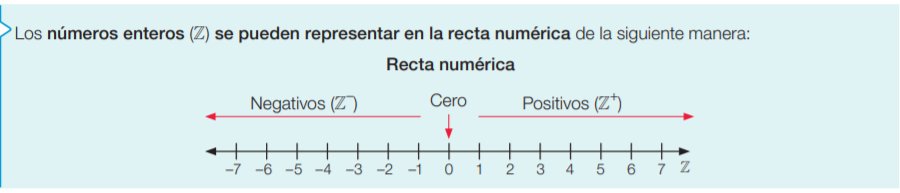 Los números enteros (ℤ) se pueden representar en la recta numérica de la siguiente manera:
Recta numérica
Negativos (ℤ⁻) Cero Positivos (ℤ⁺)
–7 –6 –5 –4 –3 –2 –1 0 1 2 3 4 5 6 7 ℤ